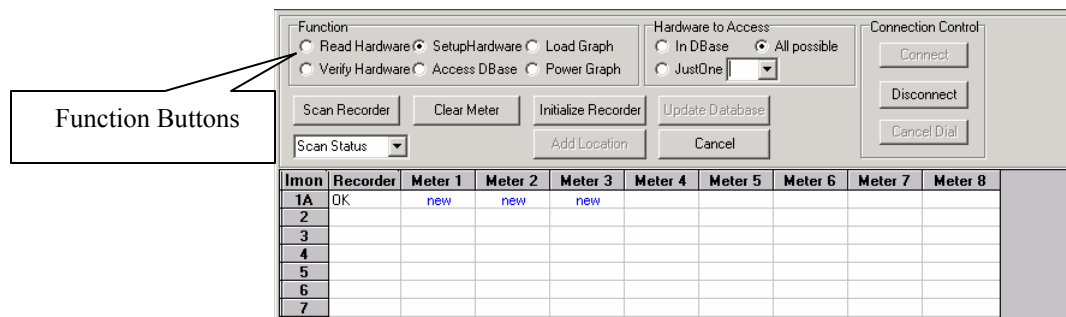 Function
Read Hardware
SetupHardware
Load Graph
Verify Hardware
Access DBase
Power Graph
Hardware to Access
In DBase
All possible
JustOne
Connection Control
Connect
Disconnect
Cancel Dial
Function Buttons
Scan Recorder
Clear Meter
Initialize Recorder
Update Database
Scan Status
Add Location
Cancel
Imon Recorder Meter 1 Meter 2 Meter 3 Meter 4 Meter 5 Meter 6 Meter 7 Meter 8
1A OK new new new
2
3
4
5
6
7